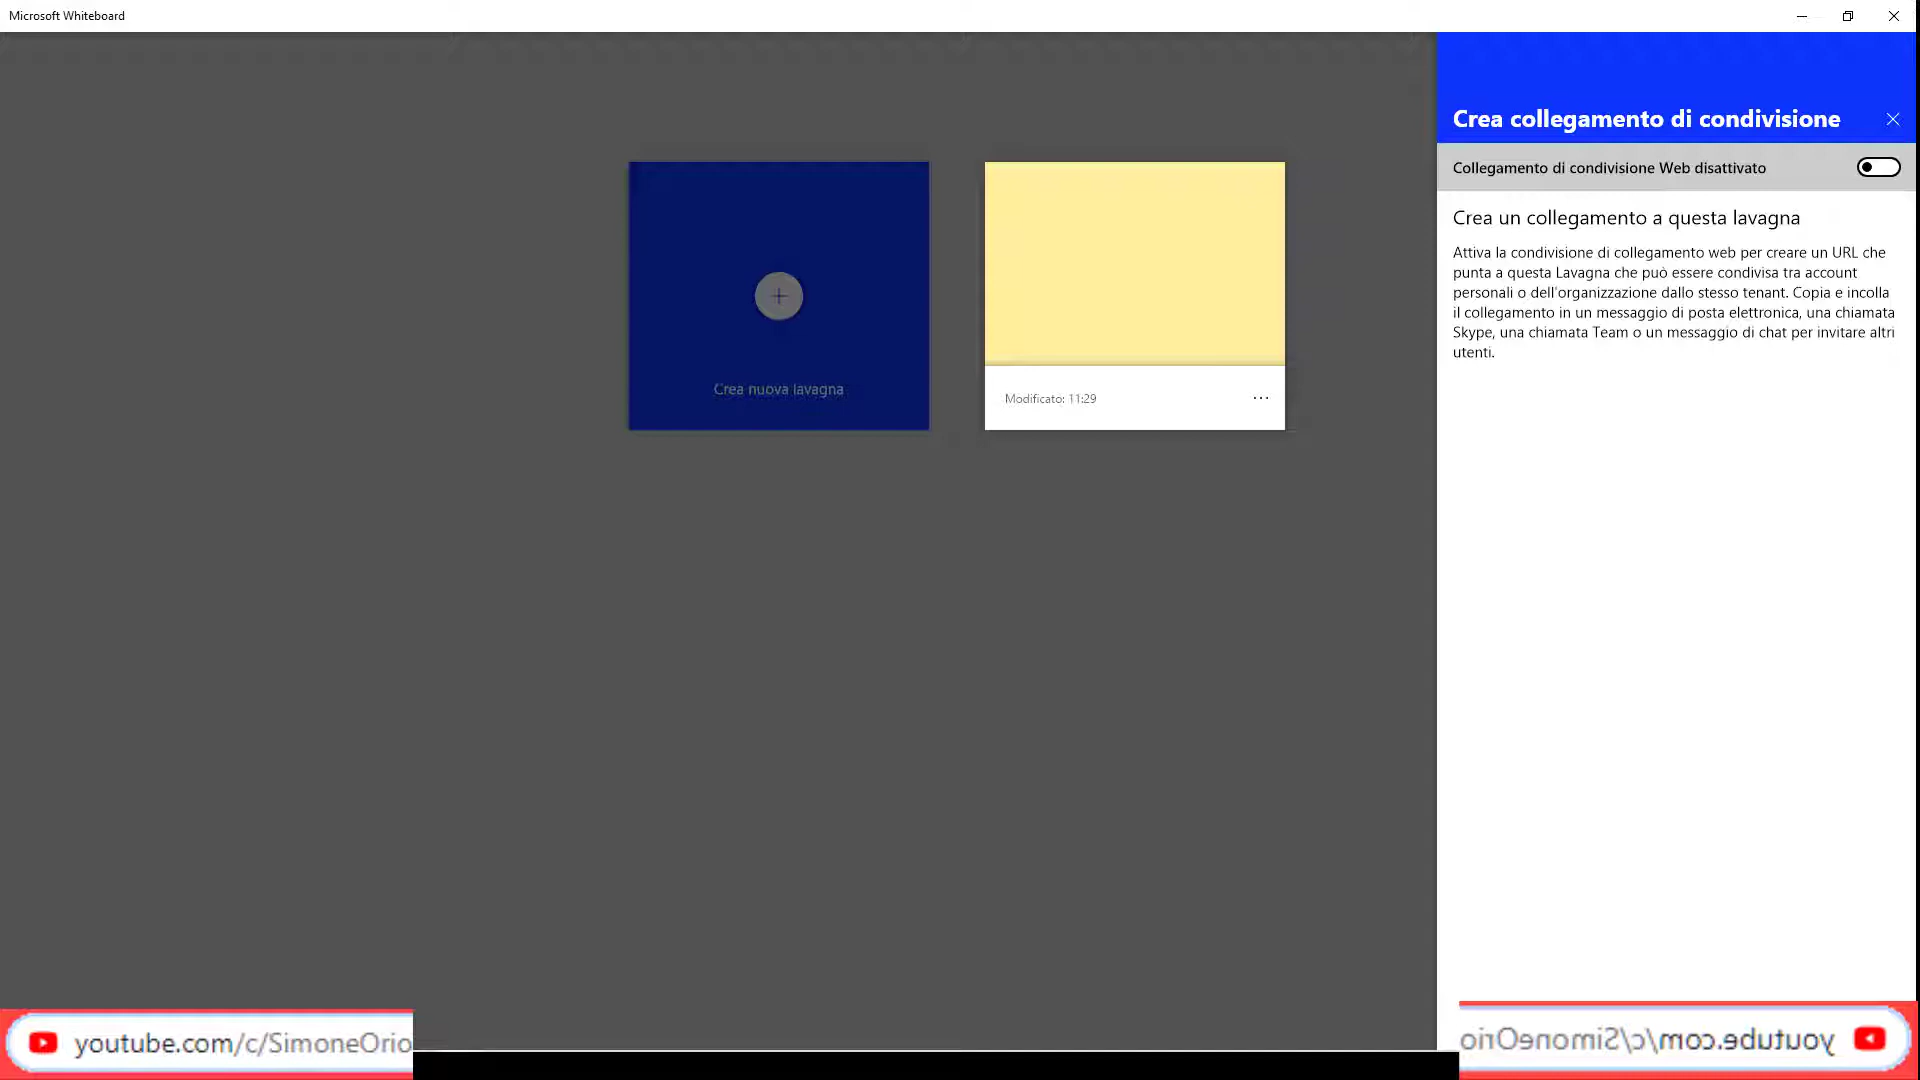 Microsoft Whiteboard
Crea collegamento di condivisione
Collegamento di condivisione Web disattivato
Crea un collegamento a questa lavagna
Attiva la condivisione di collegamento web per creare un URL che
punta a questa Lavagna che può essere condivisa tra account
personali o dell'organizzazione dallo stesso tenant. Copia e incolla
il collegamento in un messaggio di posta elettronica, una chiamata
Skype, una chiamata Team o un messaggio di chat per invitare altri
utenti.
Crea nuova lavagna
Modificato: 11:29
youtube.com/c/SimoneOrio
youtube.com/c/SimoneOrio